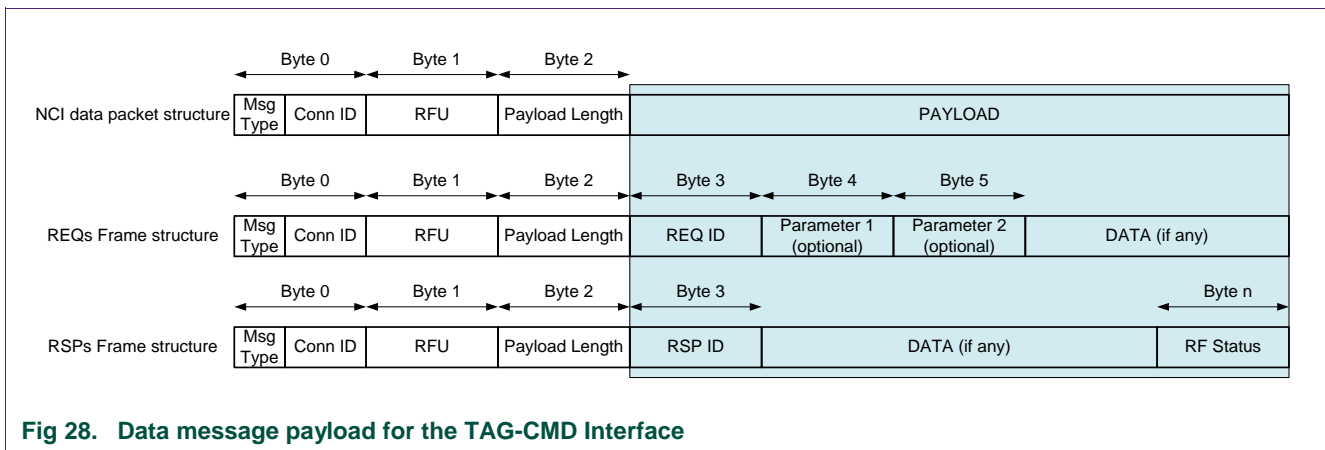 Byte 0 Byte 1 Byte 2
NCI data packet structure Msg Type Conn ID RFU Payload Length PAYLOAD
Byte 0 Byte 1 Byte 2 Byte 3 Byte 4 Byte 5
REQs Frame structure Msg Type Conn ID RFU Payload Length REQ ID Parameter 1 (optional) Parameter 2 (optional) DATA (if any)
Byte 0 Byte 1 Byte 2 Byte 3 Byte n
RSPs Frame structure Msg Type Conn ID RFU Payload Length RSP ID DATA (if any) RF Status
Fig 28. Data message payload for the TAG-CMD Interface